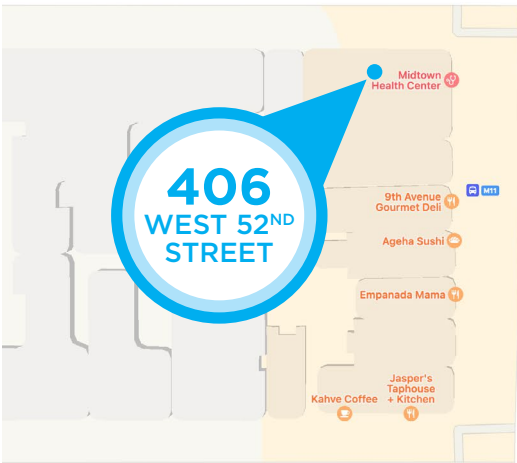 Midtown
Health Center
406
WEST 52ND
STREET
9th Avenue
Gourmet Deli
M11
Ageha Sushi
Empanada Mama
Jasper's
Taphouse
+ Kitchen
Kahve Coffee